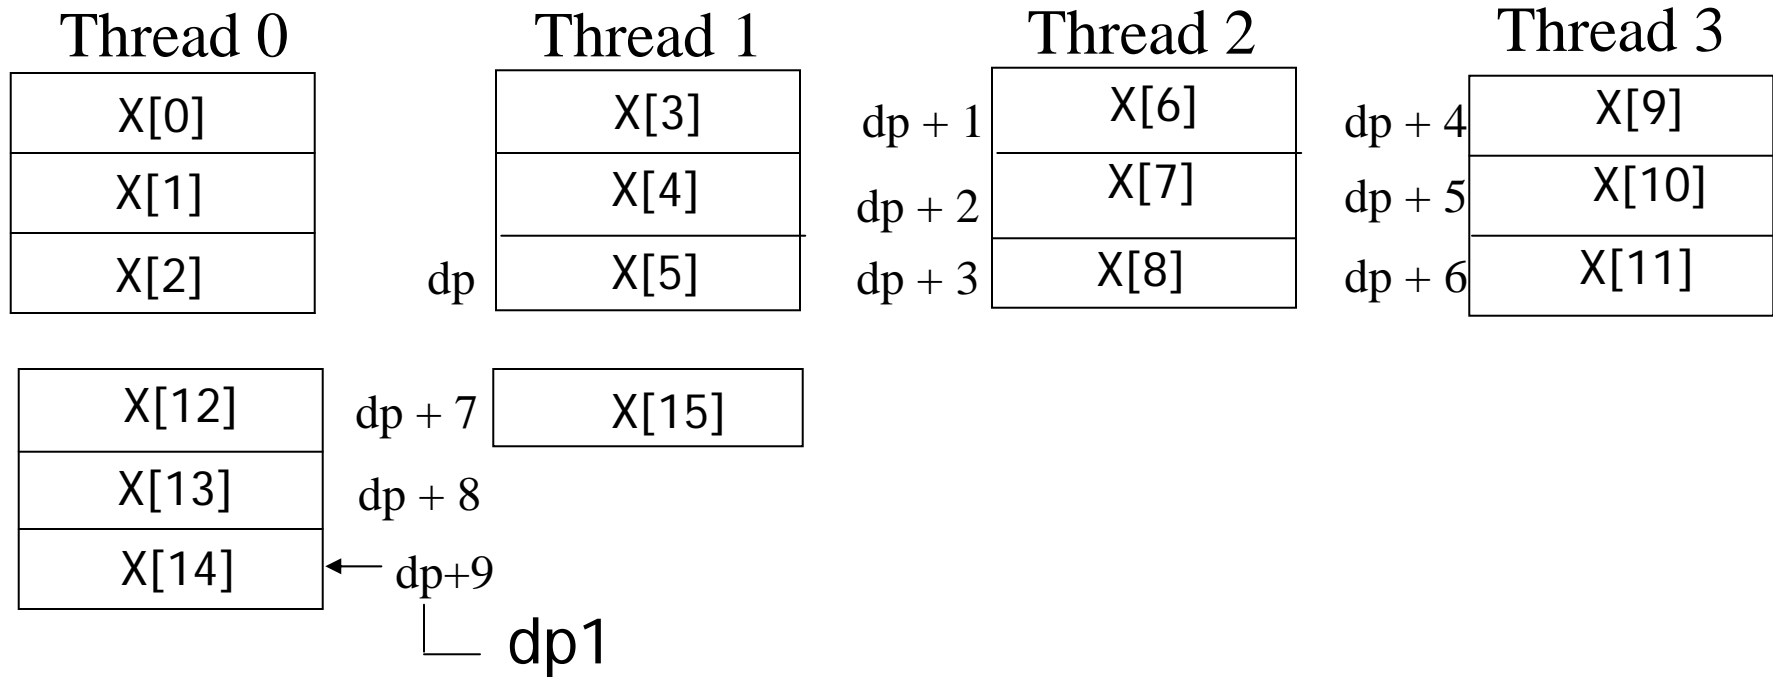 Thread 0 Thread 1 Thread 2 Thread 3
X[0] X[3] dp + 1 X[6] dp + 4 X[9]
X[1] X[4] dp + 2 X[7] dp + 5 X[10]
X[2] dp X[5] dp + 3 X[8] dp + 6 X[11]
X[12] dp + 7 X[15]
X[13] dp + 8
X[14] dp+9
dp1